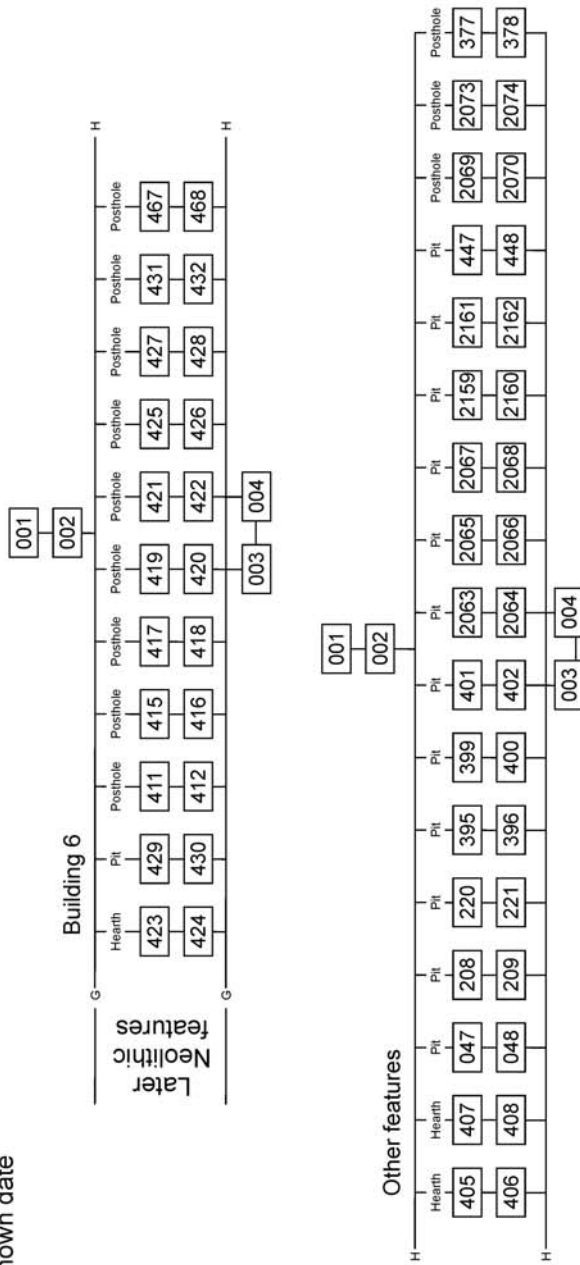 nown date
Building 6
001
002
G H
Hearth Pit Posthole Posthole Posthole Posthole Posthole Posthole Posthole Posthole Posthole
423 429 411 415 417 419 421 425 427 431 467
424 430 412 416 418 420 422 426 428 432 468
G H
003 004
Later
Neolithic
features
Other features
001
002
H
Hearth Hearth Pit Pit Pit Pit Pit Pit Pit Pit Pit Pit Pit Pit Posthole Posthole Posthole
405 407 047 208 220 395 399 401 2063 2065 2067 2159 2161 447 2069 2073 377
406 408 048 209 221 396 400 402 2064 2066 2068 2160 2162 448 2070 2074 378
H
003 004